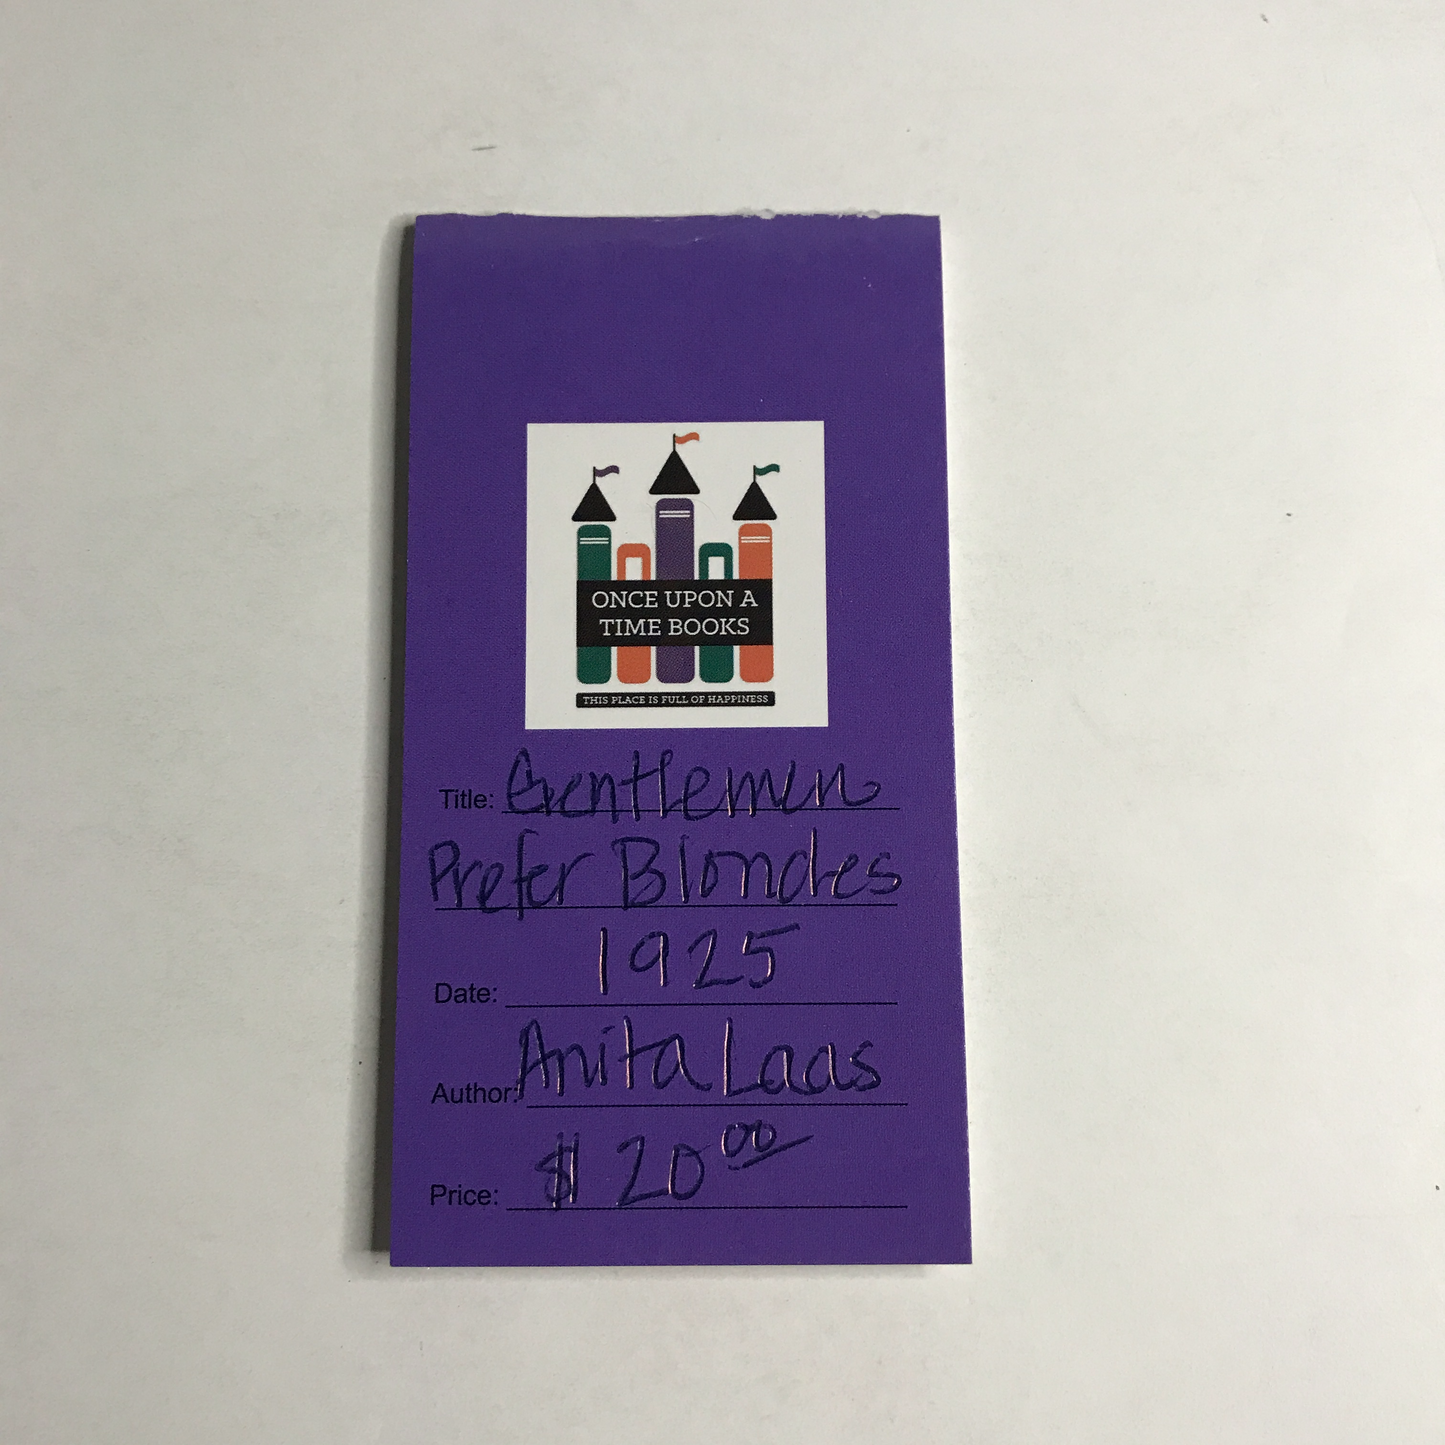 ONCE UPON A
TIME BOOKS
THIS PLACE IS FULL OF HAPPINESS
Title: Gentlemen
Prefer Blondes
Date: 1925
Author: Anita Laas
Price: $20.00